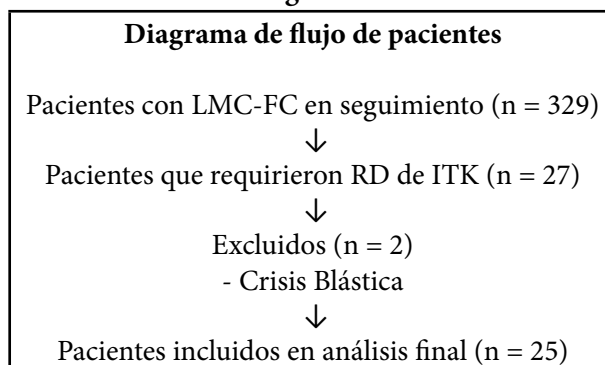 Diagrama de flujo de pacientes
Pacientes con LMC-FC en seguimiento (n = 329)
↓
Pacientes que requirieron RD de ITK (n = 27)
↓
Excluidos (n = 2)
- Crisis Blástica
↓
Pacientes incluidos en análisis final (n = 25)